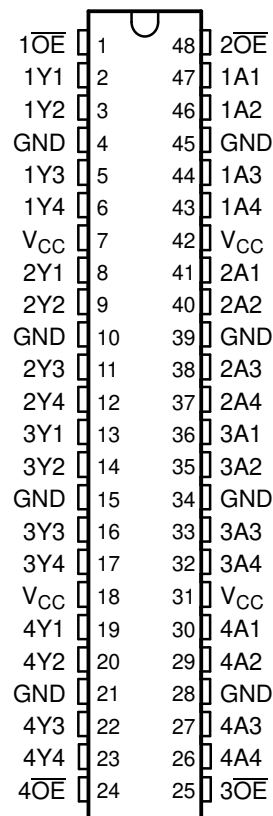 1O̅E̅ 1 48 2O̅E̅
1Y1 2 47 1A1
1Y2 3 46 1A2
GND 4 45 GND
1Y3 5 44 1A3
1Y4 6 43 1A4
VCC 7 42 VCC
2Y1 8 41 2A1
2Y2 9 40 2A2
GND 10 39 GND
2Y3 11 38 2A3
2Y4 12 37 2A4
3Y1 13 36 3A1
3Y2 14 35 3A2
GND 15 34 GND
3Y3 16 33 3A3
3Y4 17 32 3A4
VCC 18 31 VCC
4Y1 19 30 4A1
4Y2 20 29 4A2
GND 21 28 GND
4Y3 22 27 4A3
4Y4 23 26 4A4
4O̅E̅ 24 25 3O̅E̅